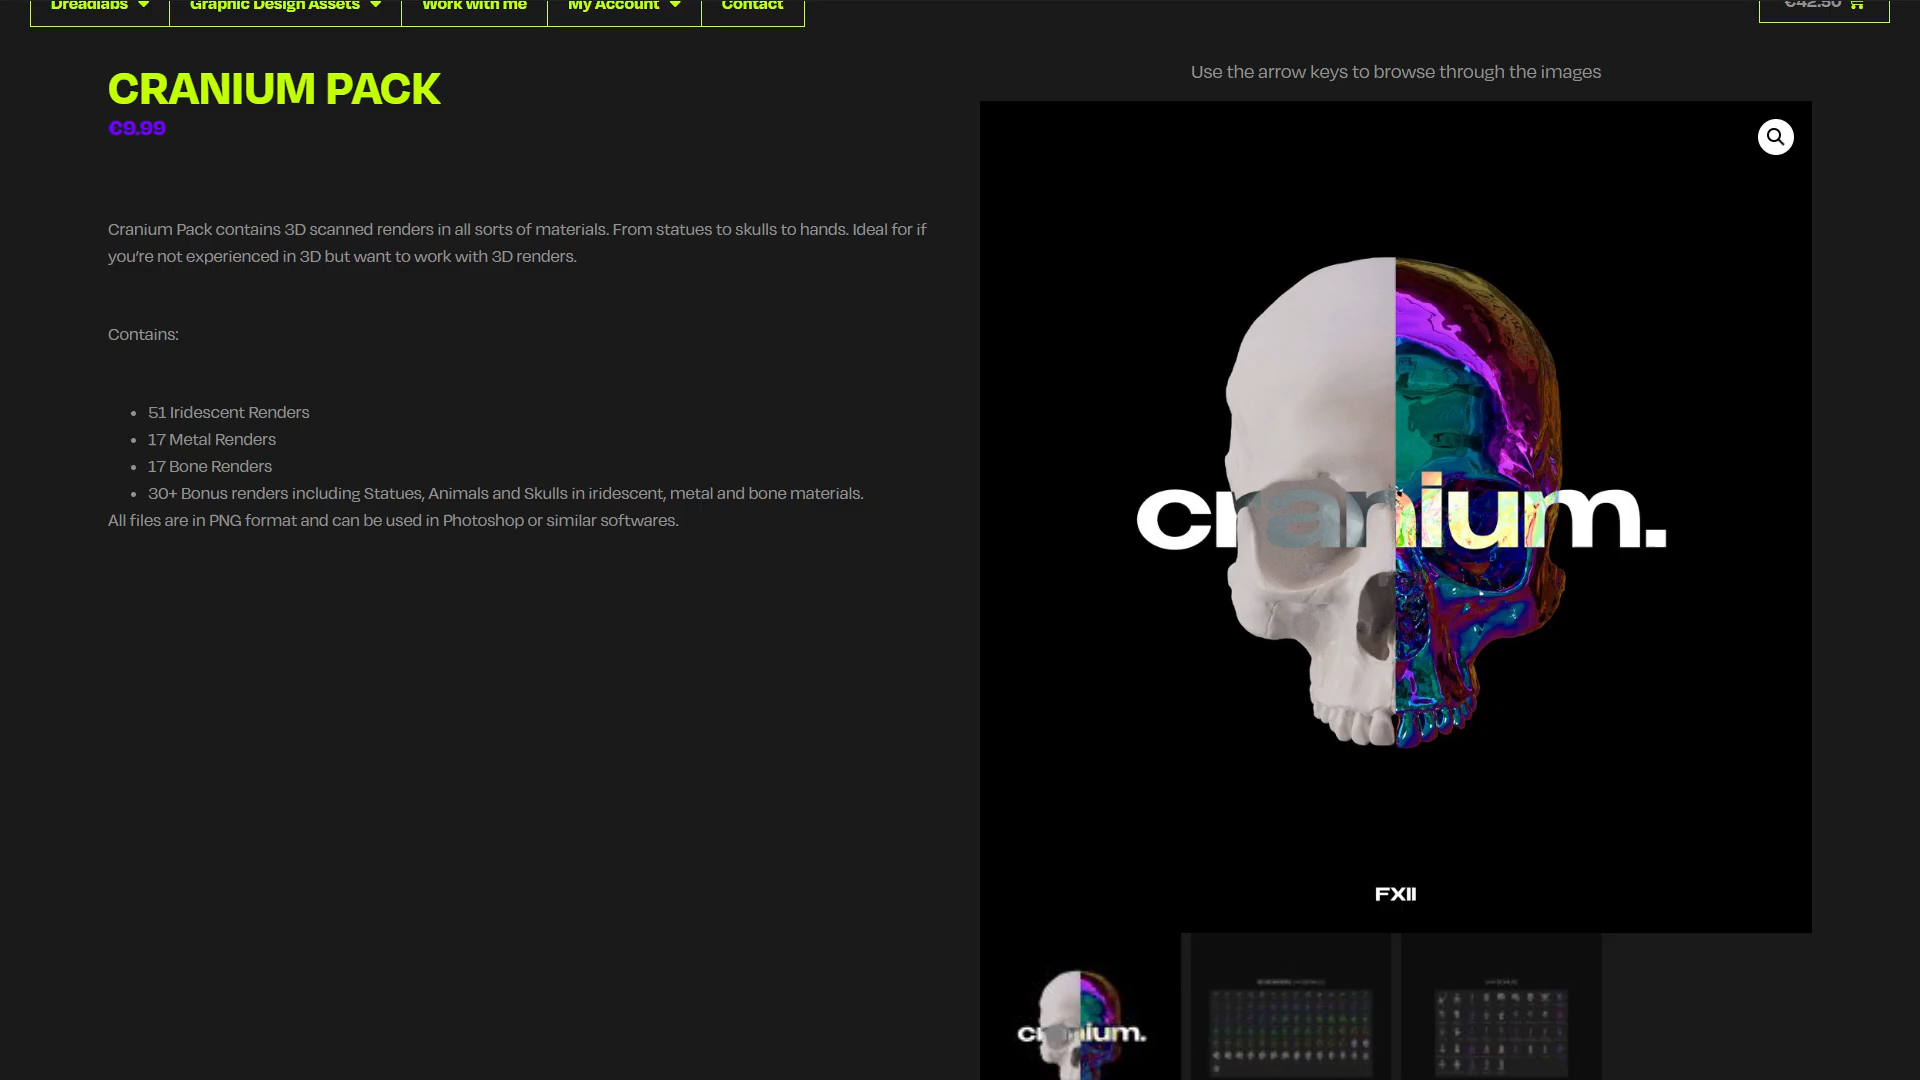 Dreadlabs
Graphic Design Assets
Work with me
My Account
Contact
€42.50
CRANIUM PACK
€9.99
Use the arrow keys to browse through the images
Cranium Pack contains 3D scanned renders in all sorts of materials. From statues to skulls to hands. Ideal for if
you're not experienced in 3D but want to work with 3D renders.
Contains:
51 Iridescent Renders
17 Metal Renders
17 Bone Renders
30+ Bonus renders including Statues, Animals and Skulls in iridescent, metal and bone materials.
All files are in PNG format and can be used in Photoshop or similar softwares.
cranium.
FXII
cranium.